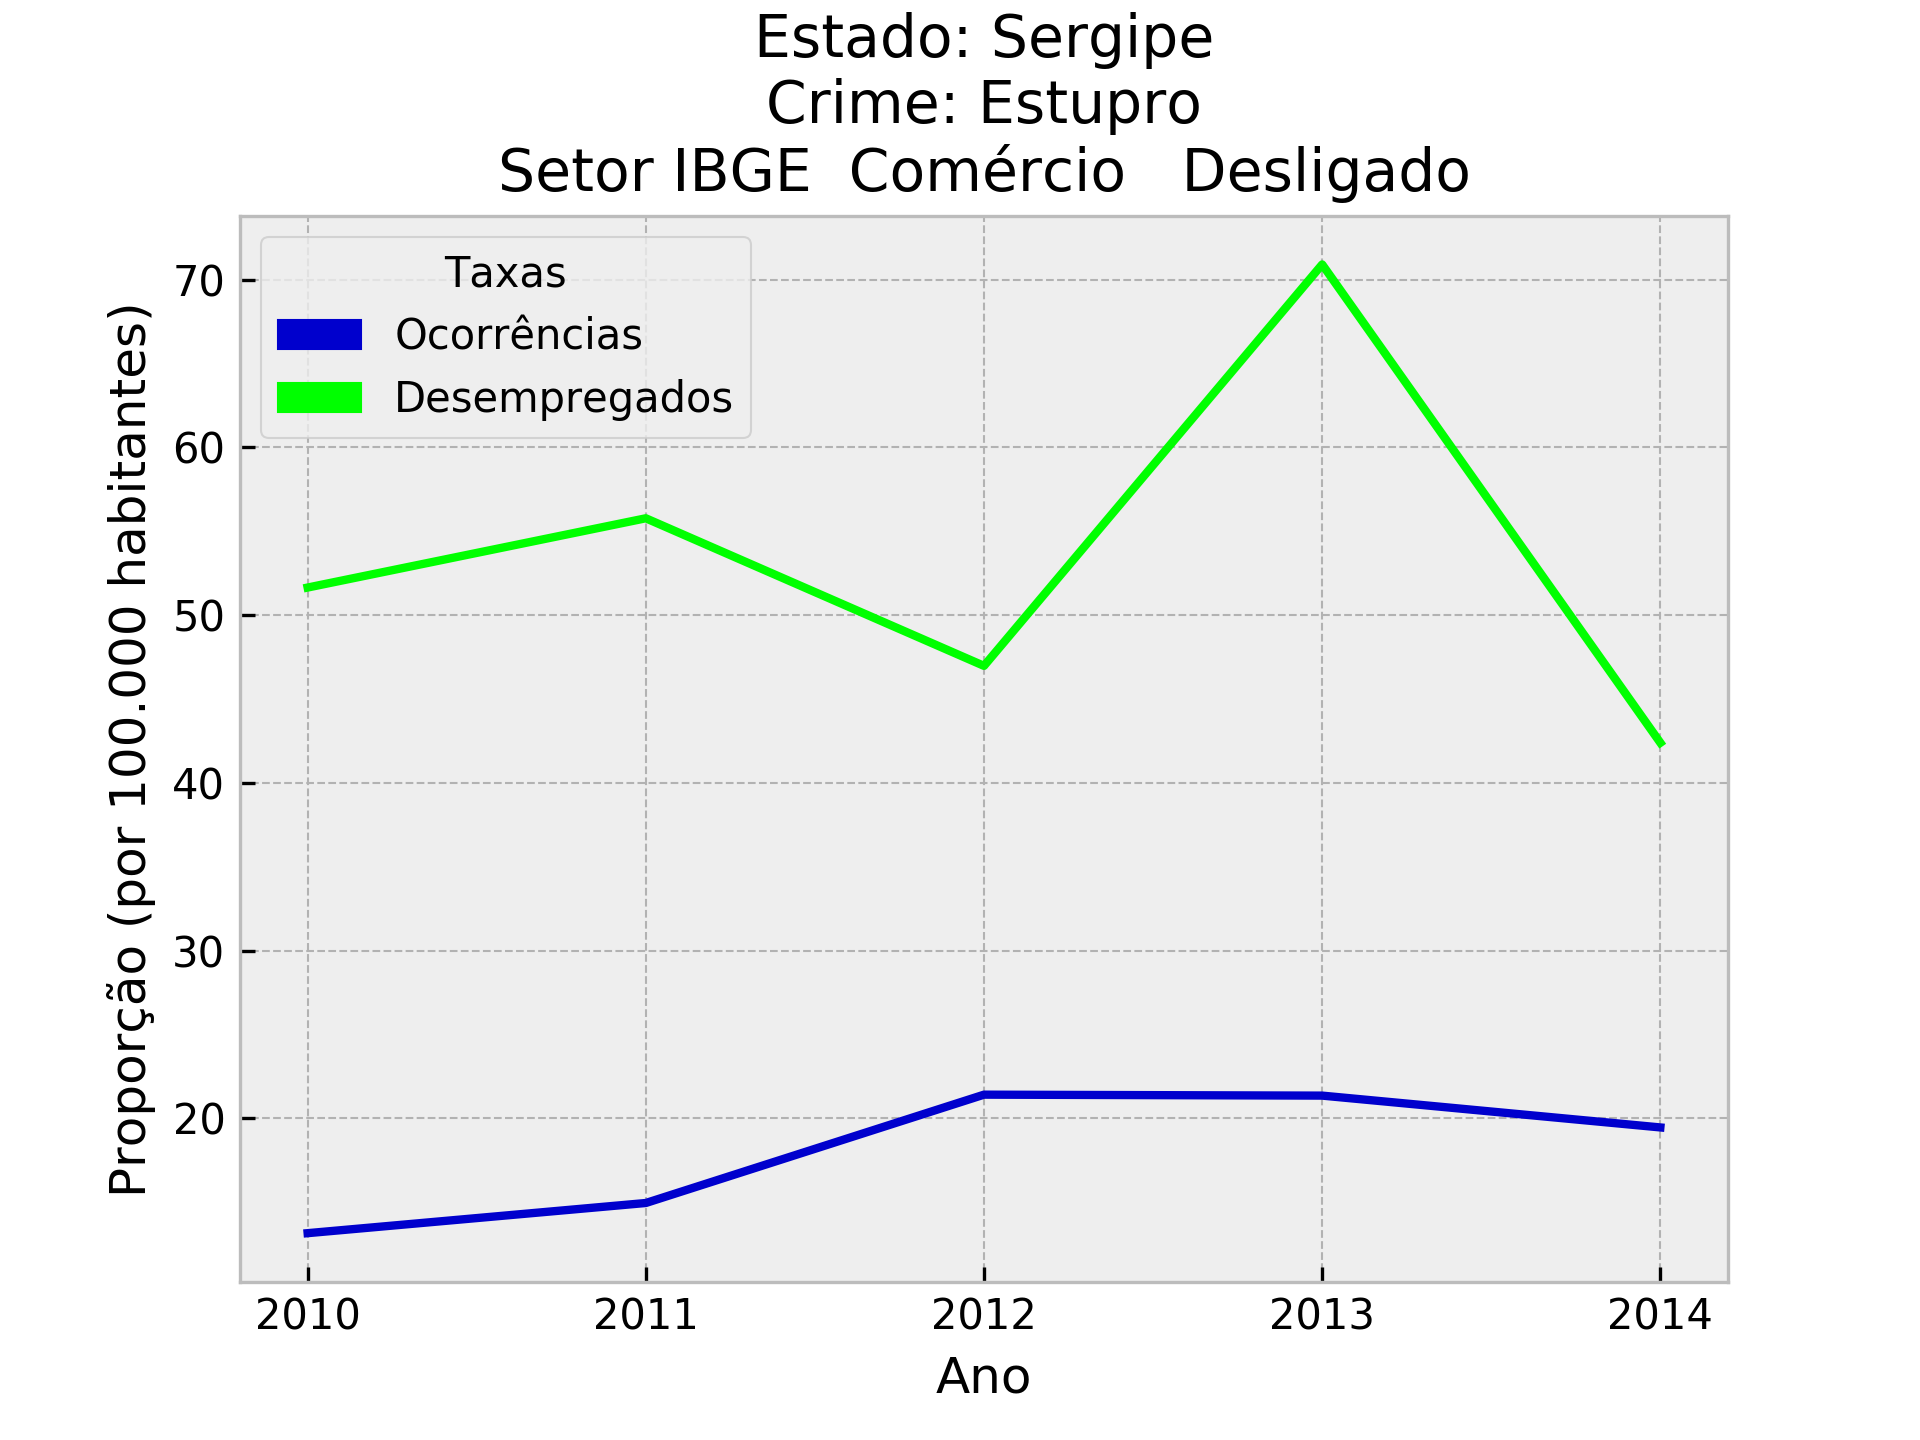 Estado: Sergipe
Crime: Estupro
Setor IBGE  Comércio   Desligado
Proporção (por 100.000 habitantes)
70
60
50
40
30
20
Taxas
Ocorrências
Desempregados
2010 2011 2012 2013 2014
Ano